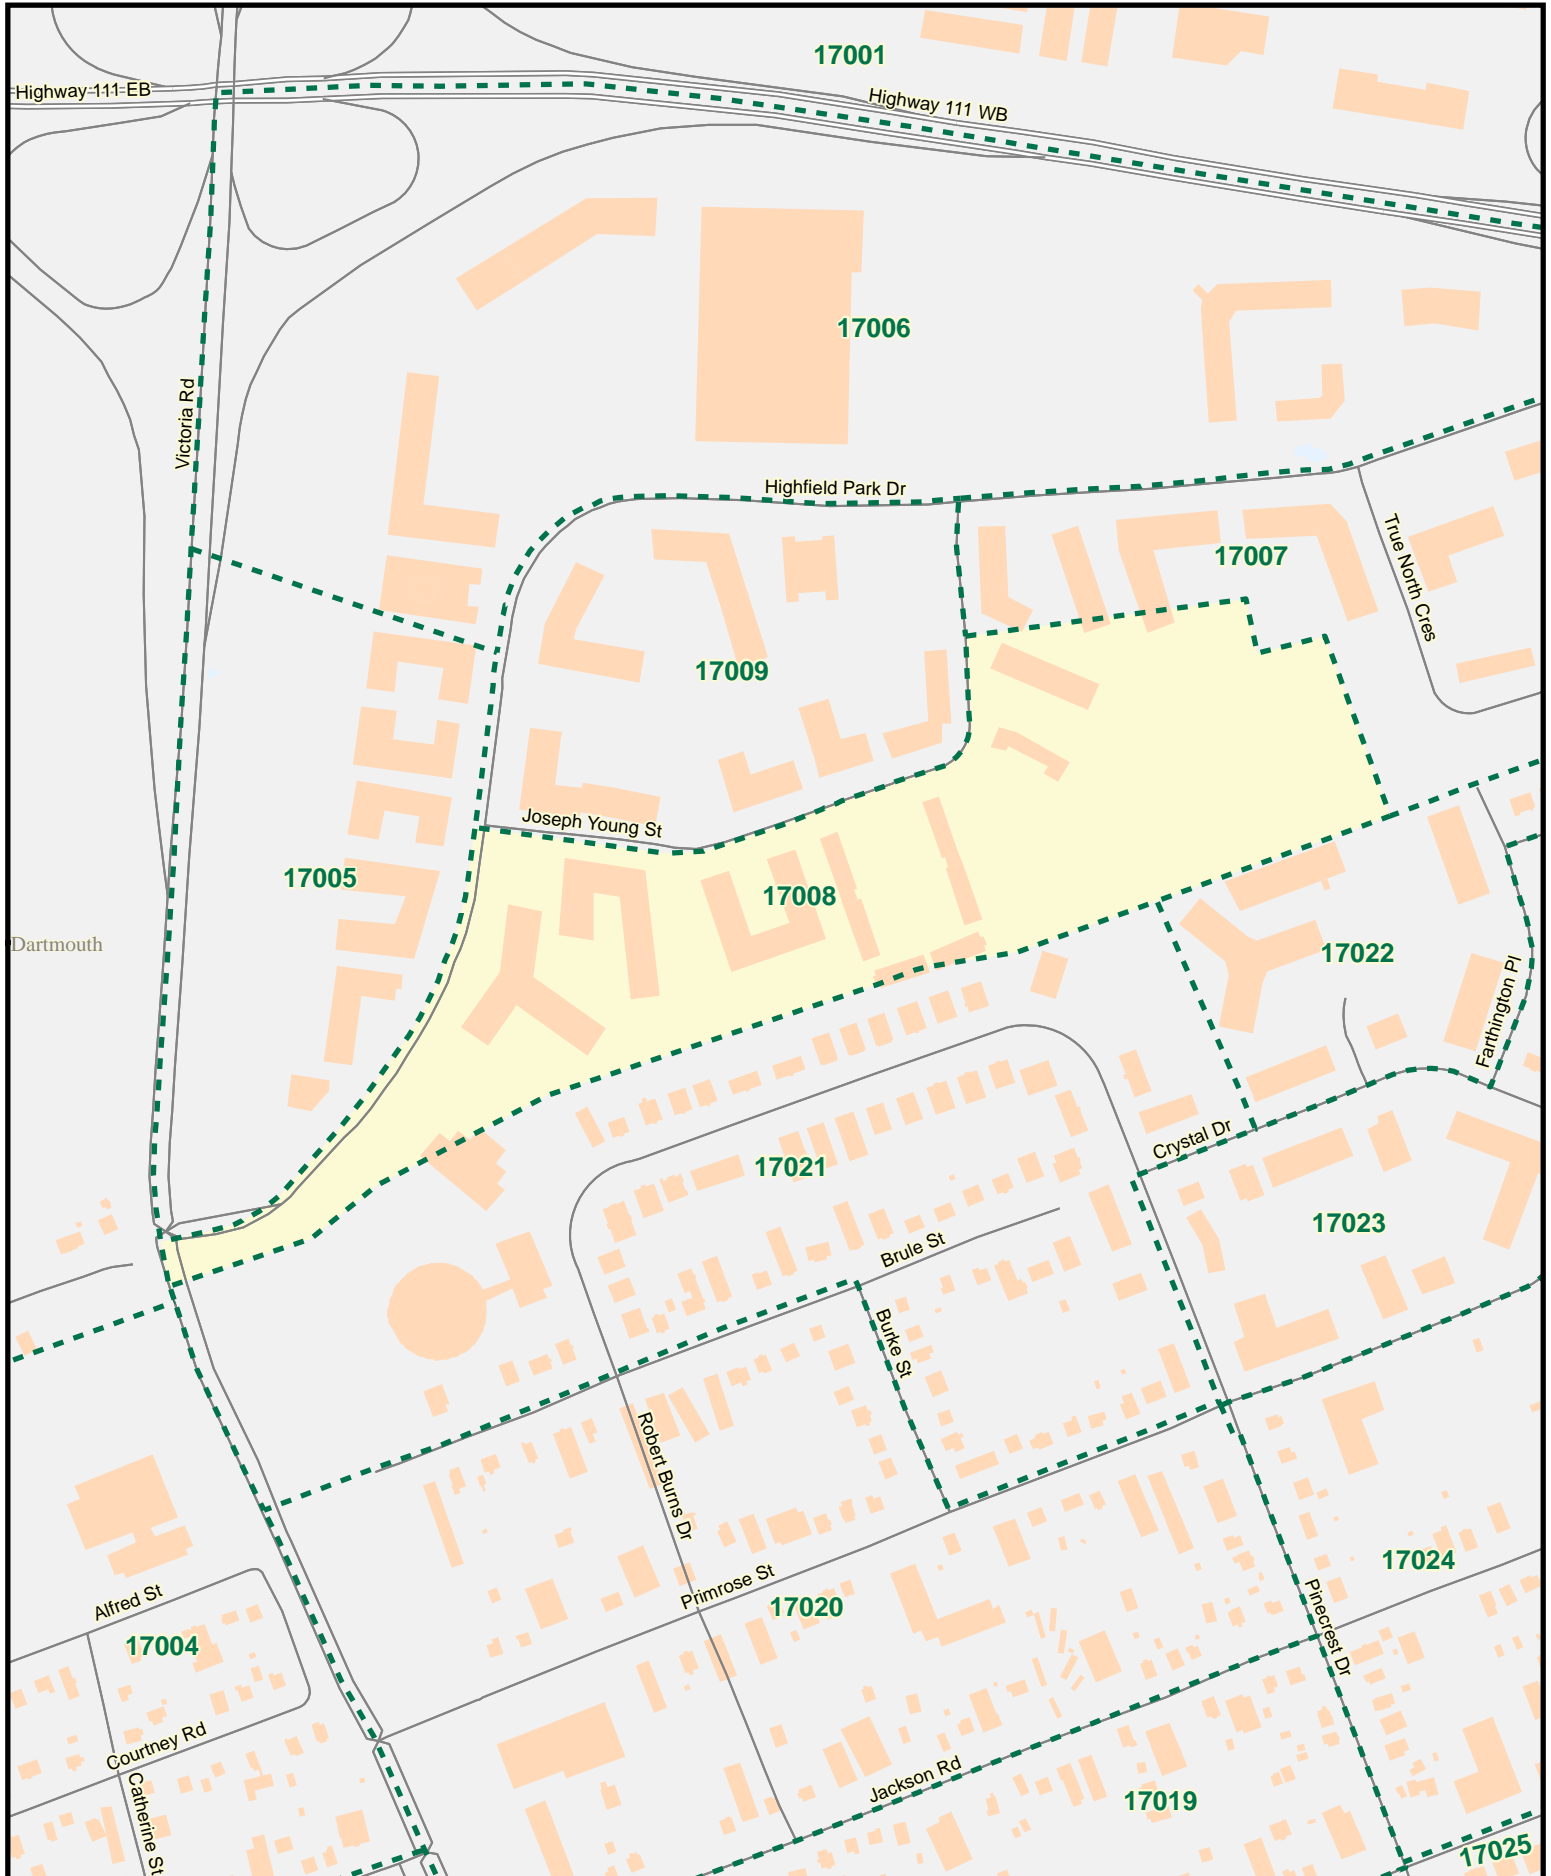 17001
Highway 111 EB
Highway 111 WB
17006
Victoria Rd
Highfield Park Dr
True North Cres
17007
17009
Joseph Young St
17005
17008
Dartmouth
17022
Farthington Pl
Crystal Dr
17021
17023
Brule St
Burke St
Robert Burns Dr
17024
Primrose St
17020
Alfred St
17004
Pinecrest Dr
Courtney Rd
Catherine St
Jackson Rd
17019
17025